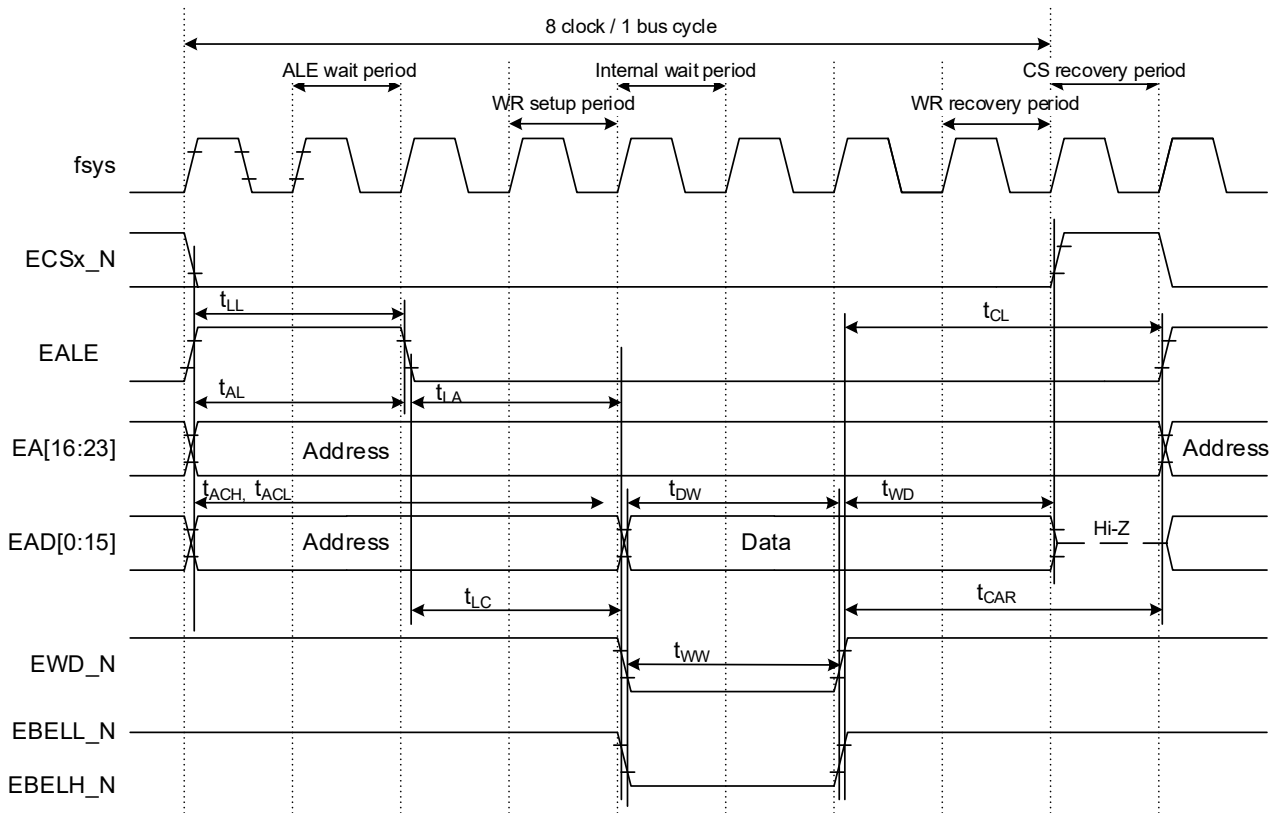 8 clock / 1 bus cycle
ALE wait period
Internal wait period
CS recovery period
WR setup period
WR recovery period
fsys
ECSx_N
tLL
tCL
EALE
tAL
tLA
EA[16:23]
Address
Address
tACH, tACL
tDW
tWD
EAD[0:15]
Address
Data
Hi-Z
tLC
tCAR
EWD_N
tWW
EBELL_N
EBELH_N